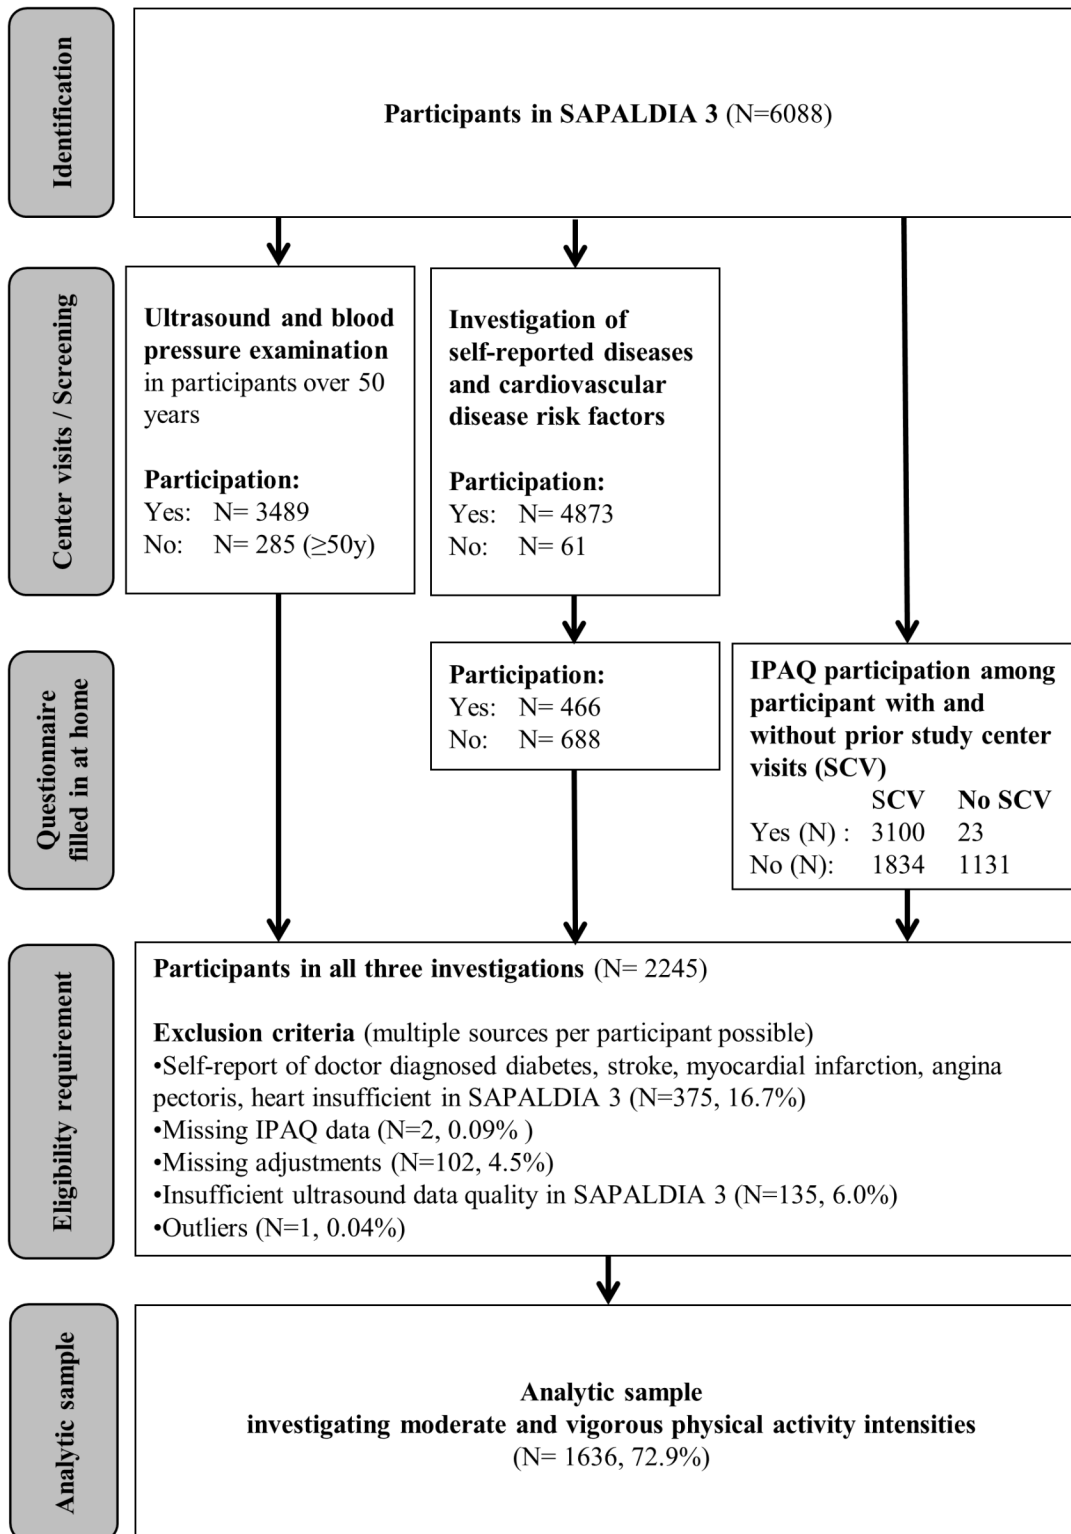 Identification
Participants in SAPALDIA 3 (N=6088)
Center visits / Screening
Ultrasound and blood
pressure examination
in participants over 50
years
Participation:
Yes: N= 3489
No: N= 285 (≥50y)
Investigation of
self-reported diseases
and cardiovascular
disease risk factors
Participation:
Yes: N= 4873
No: N= 61
Questionnaire
filled in at home
Participation:
Yes: N= 466
No: N= 688
IPAQ participation among
participant with and
without prior study center
visits (SCV)
SCV No SCV
Yes (N) : 3100 23
No (N): 1834 1131
Eligibility requirement
Participants in all three investigations (N= 2245)
Exclusion criteria (multiple sources per participant possible)
•Self-report of doctor diagnosed diabetes, stroke, myocardial infarction, angina
pectoris, heart insufficient in SAPALDIA 3 (N=375, 16.7%)
•Missing IPAQ data (N=2, 0.09% )
•Missing adjustments (N=102, 4.5%)
•Insufficient ultrasound data quality in SAPALDIA 3 (N=135, 6.0%)
•Outliers (N=1, 0.04%)
Analytic sample
Analytic sample
investigating moderate and vigorous physical activity intensities
(N= 1636, 72.9%)